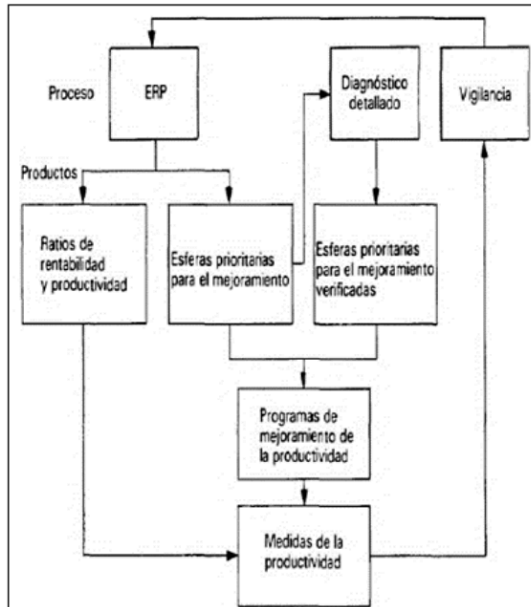 Proceso
ERP
Diagnóstico
detallado
Vigilancia
Productos
Ratios de
rentabilidad
y productividad
Esferas prioritarias
para el mejoramiento
Esferas prioritarias
para el mejoramiento
verificadas
Programas de
mejoramiento de
la productividad
Medidas de la
productividad